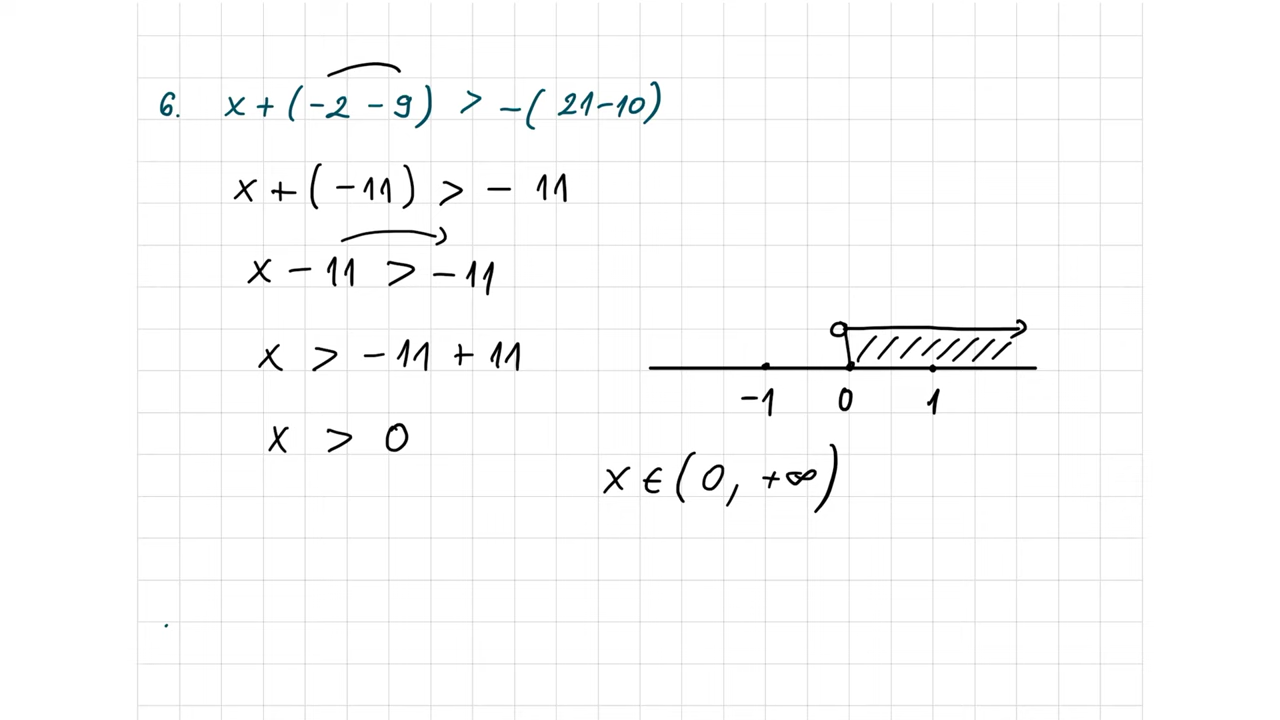 6. x + (-2 - 9) > -(21-10)
x + (-11) > - 11
x - 11 > -11
x > -11 + 11
x > 0
-1 0 1
x ∈ (0, +∞)